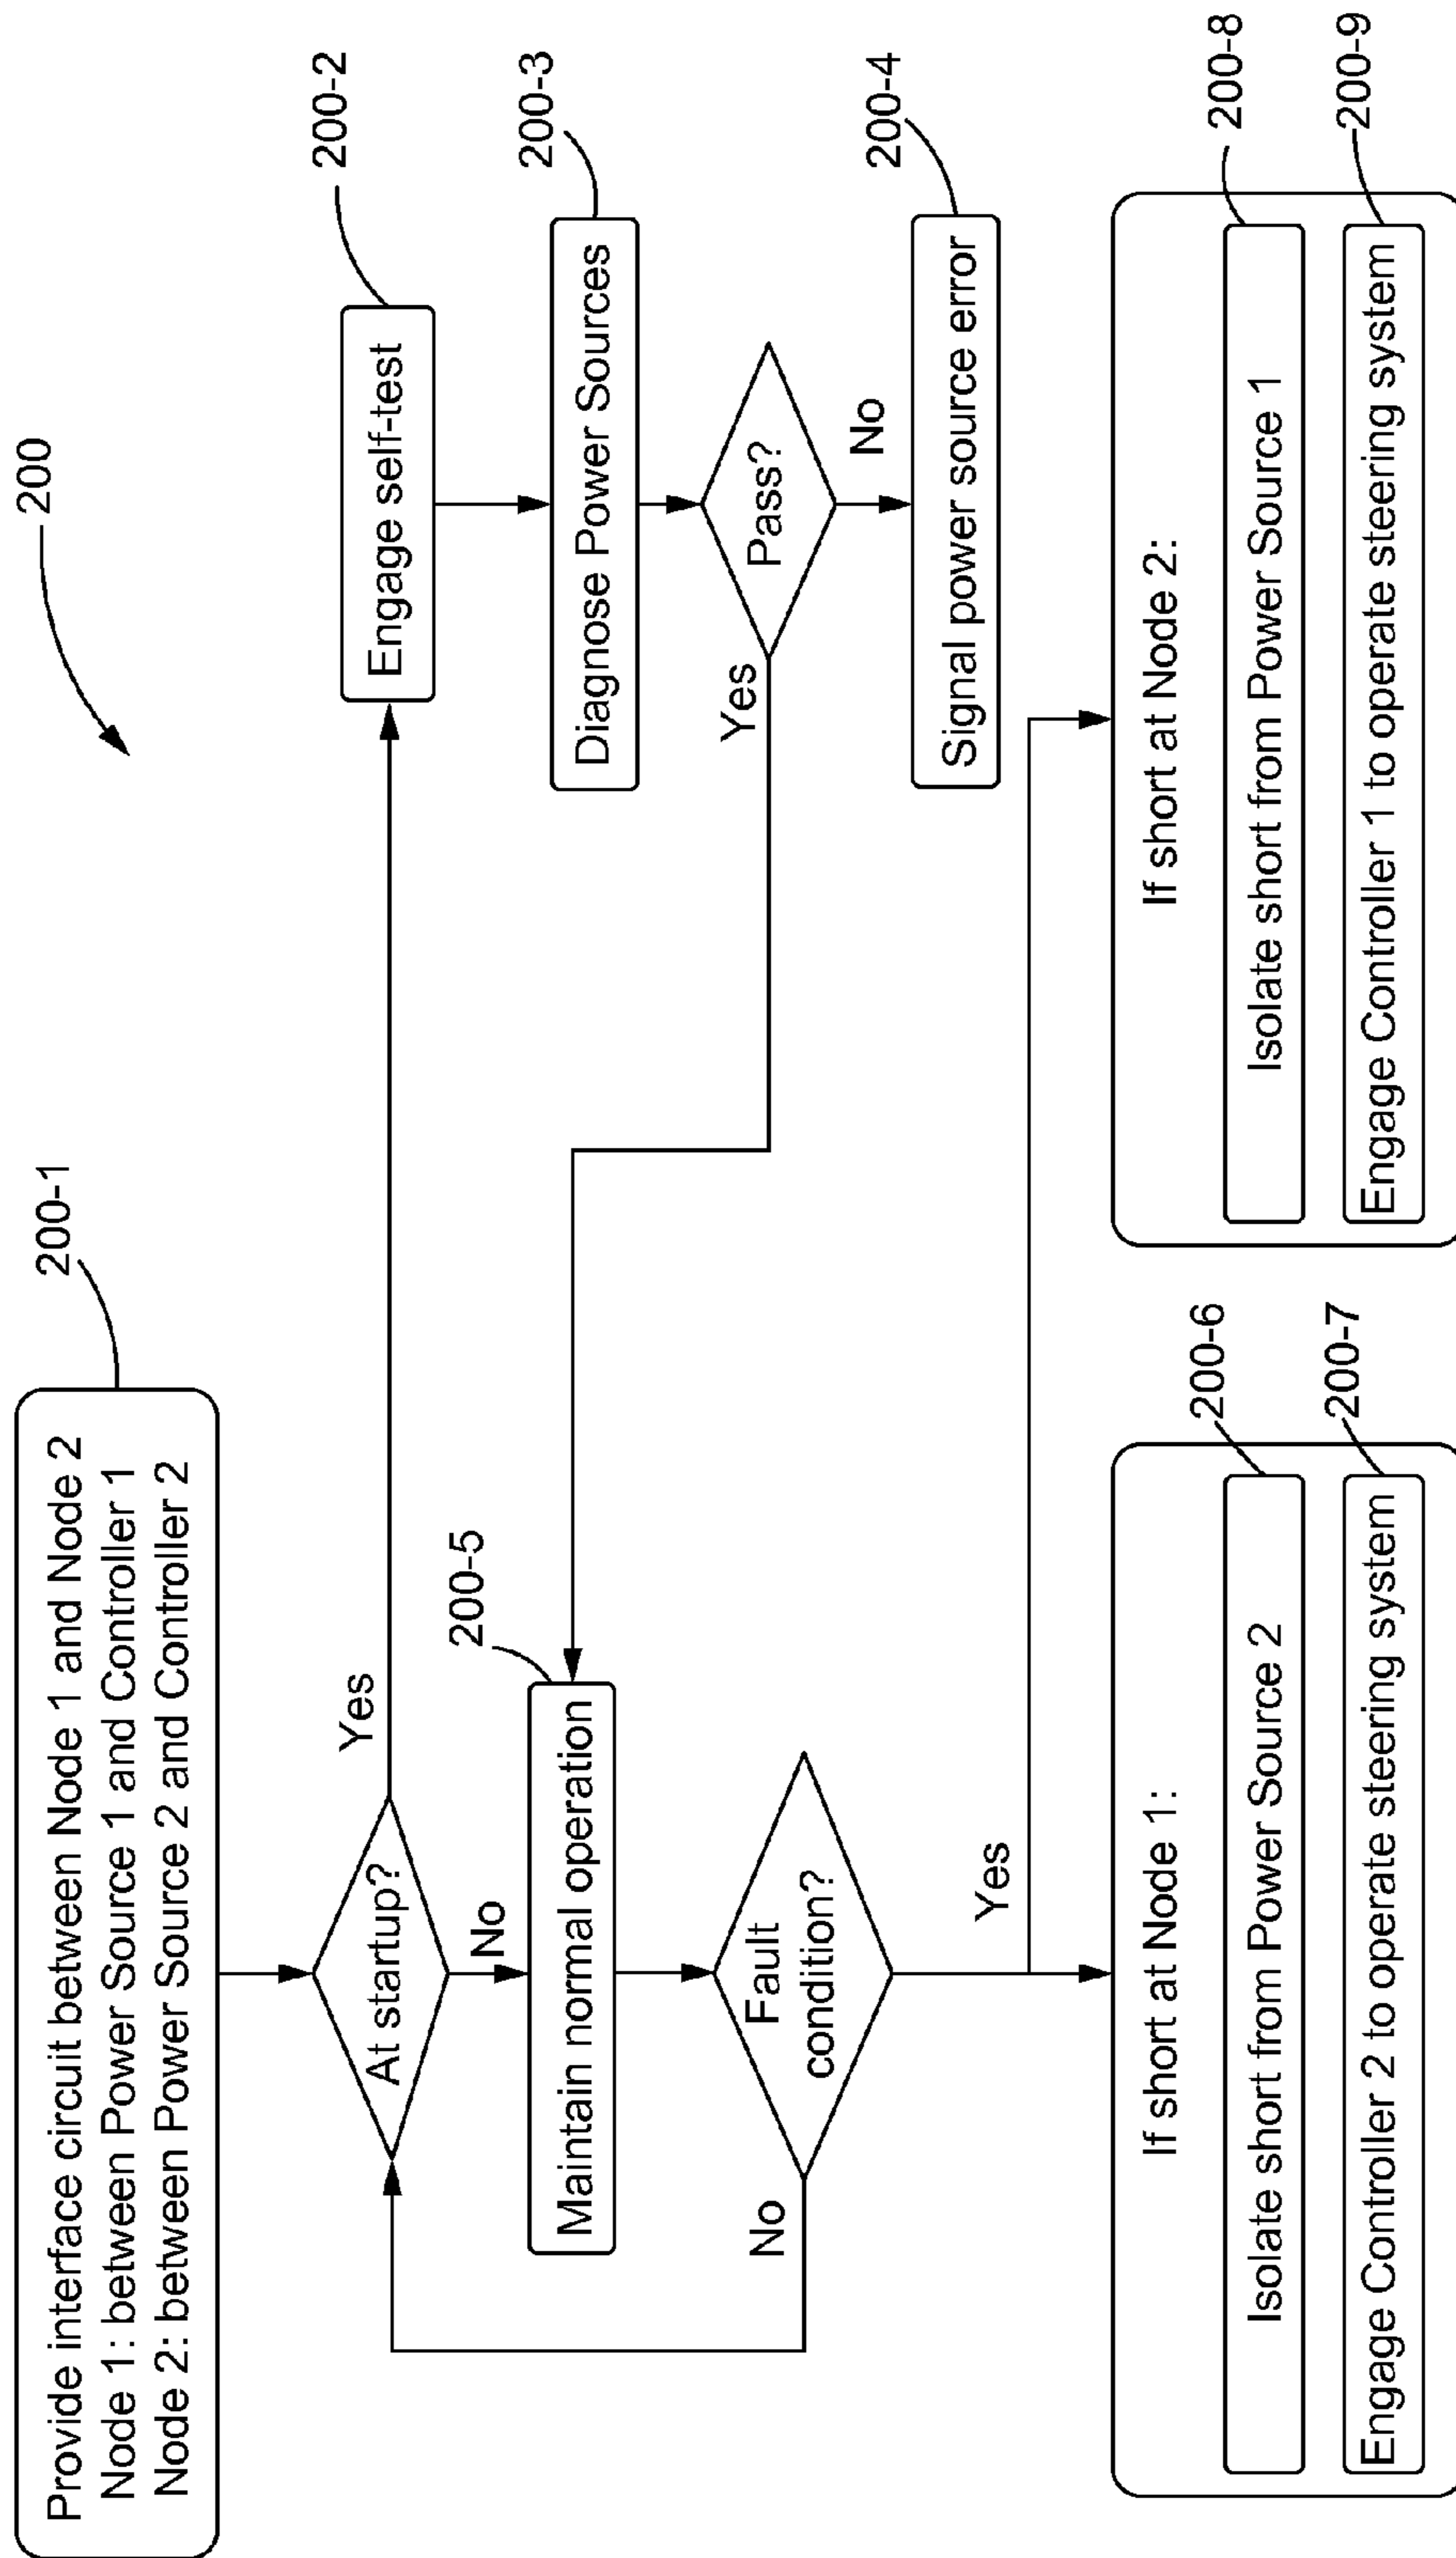 200
200-1
Provide interface circuit between Node 1 and Node 2
Node 1: between Power Source 1 and Controller 1
Node 2: between Power Source 2 and Controller 2
At startup?
Yes
No
200-2
Engage self-test
200-3
Diagnose Power Sources
Pass?
Yes
No
200-4
Signal power source error
200-5
Maintain normal operation
Fault
condition?
No
Yes
If short at Node 1:
200-6
Isolate short from Power Source 2
200-7
Engage Controller 2 to operate steering system
If short at Node 2:
200-8
Isolate short from Power Source 1
200-9
Engage Controller 1 to operate steering system